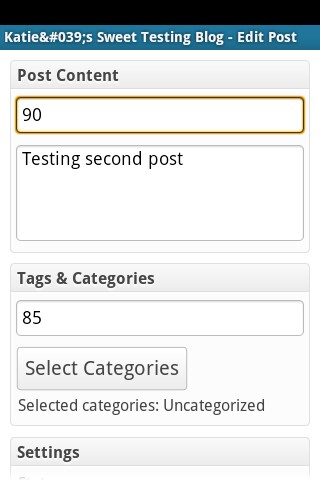 Katie&#039;s Sweet Testing Blog - Edit Post
Post Content
90
Testing second post
Tags & Categories
85
Select Categories
Selected categories: Uncategorized
Settings